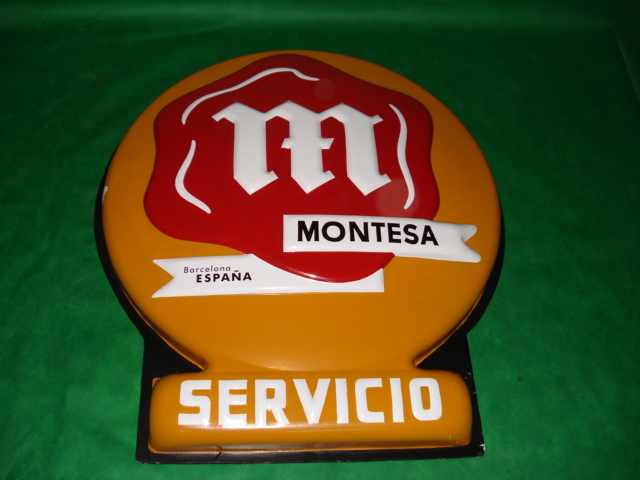 M
MONTESA
Barcelona
ESPAÑA
SERVICIO